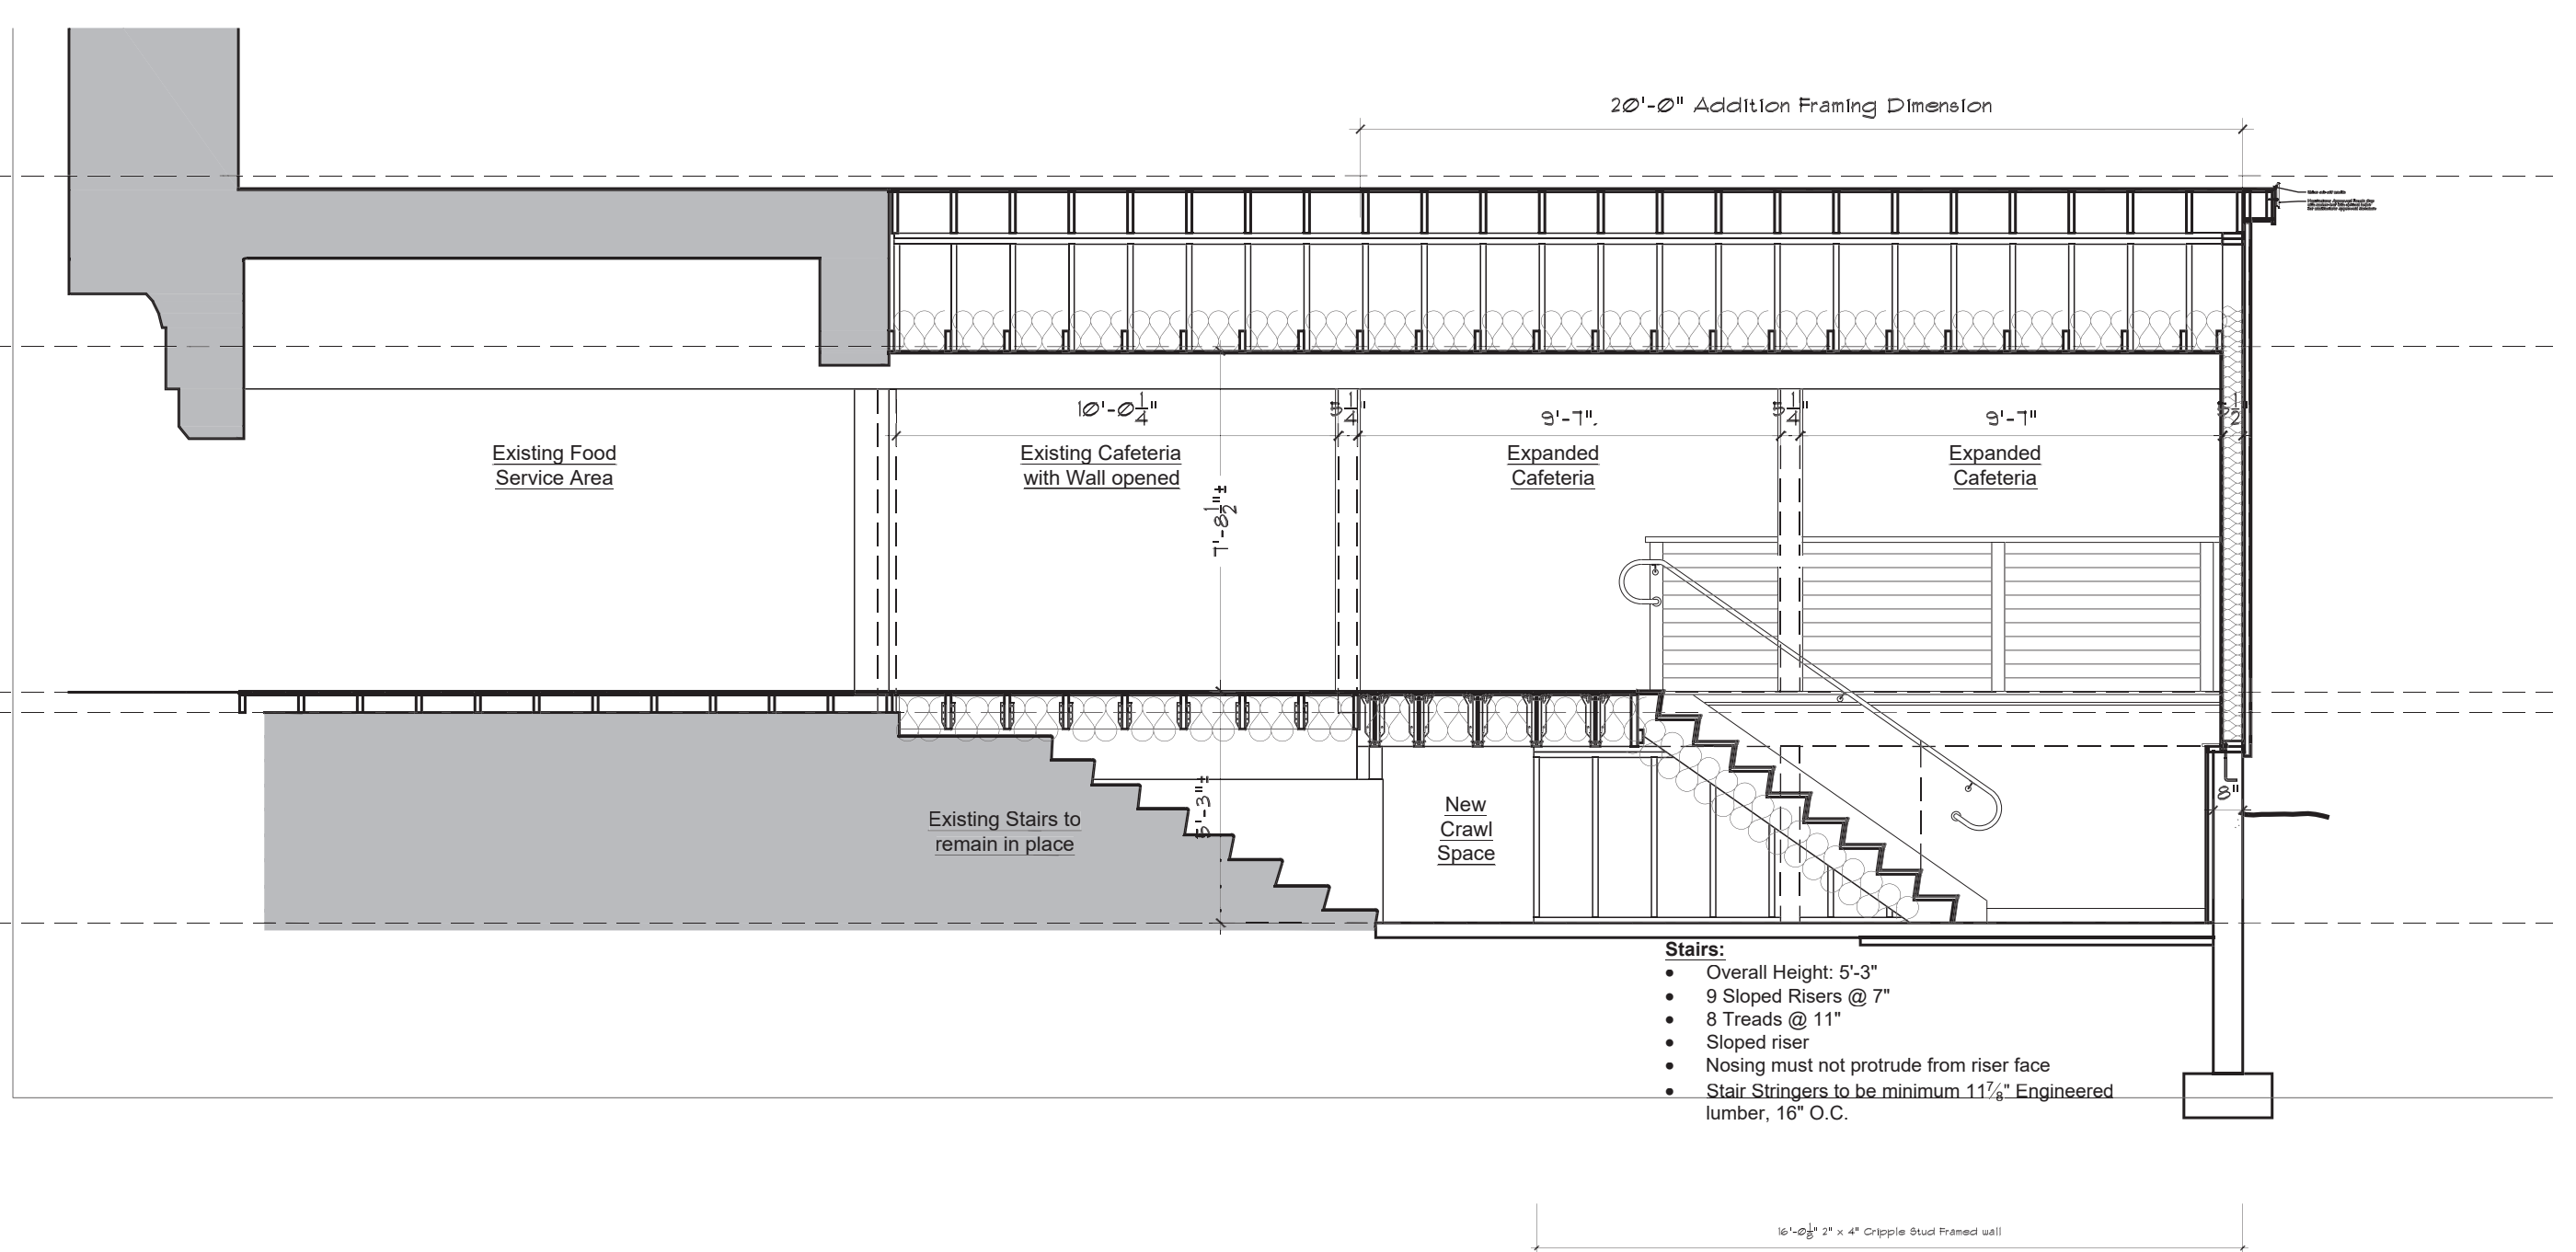 20'-0" Addition Framing Dimension
10'-0 1/4"
5 1/4"
9'-7"
5 1/4"
9'-7"
5 1/2"
Existing Food
Service Area
Existing Cafeteria
with Wall opened
Expanded
Cafeteria
Expanded
Cafeteria
7'-8 1/2"±
5'-3"±
8"
Existing Stairs to
remain in place
New
Crawl
Space
Stairs:
• Overall Height: 5'-3"
• 9 Sloped Risers @ 7"
• 8 Treads @ 11"
• Sloped riser
• Nosing must not protrude from riser face
• Stair Stringers to be minimum 11⅞" Engineered
lumber, 16" O.C.
16'-0 1/8" 2" x 4" Cripple Stud Framed wall